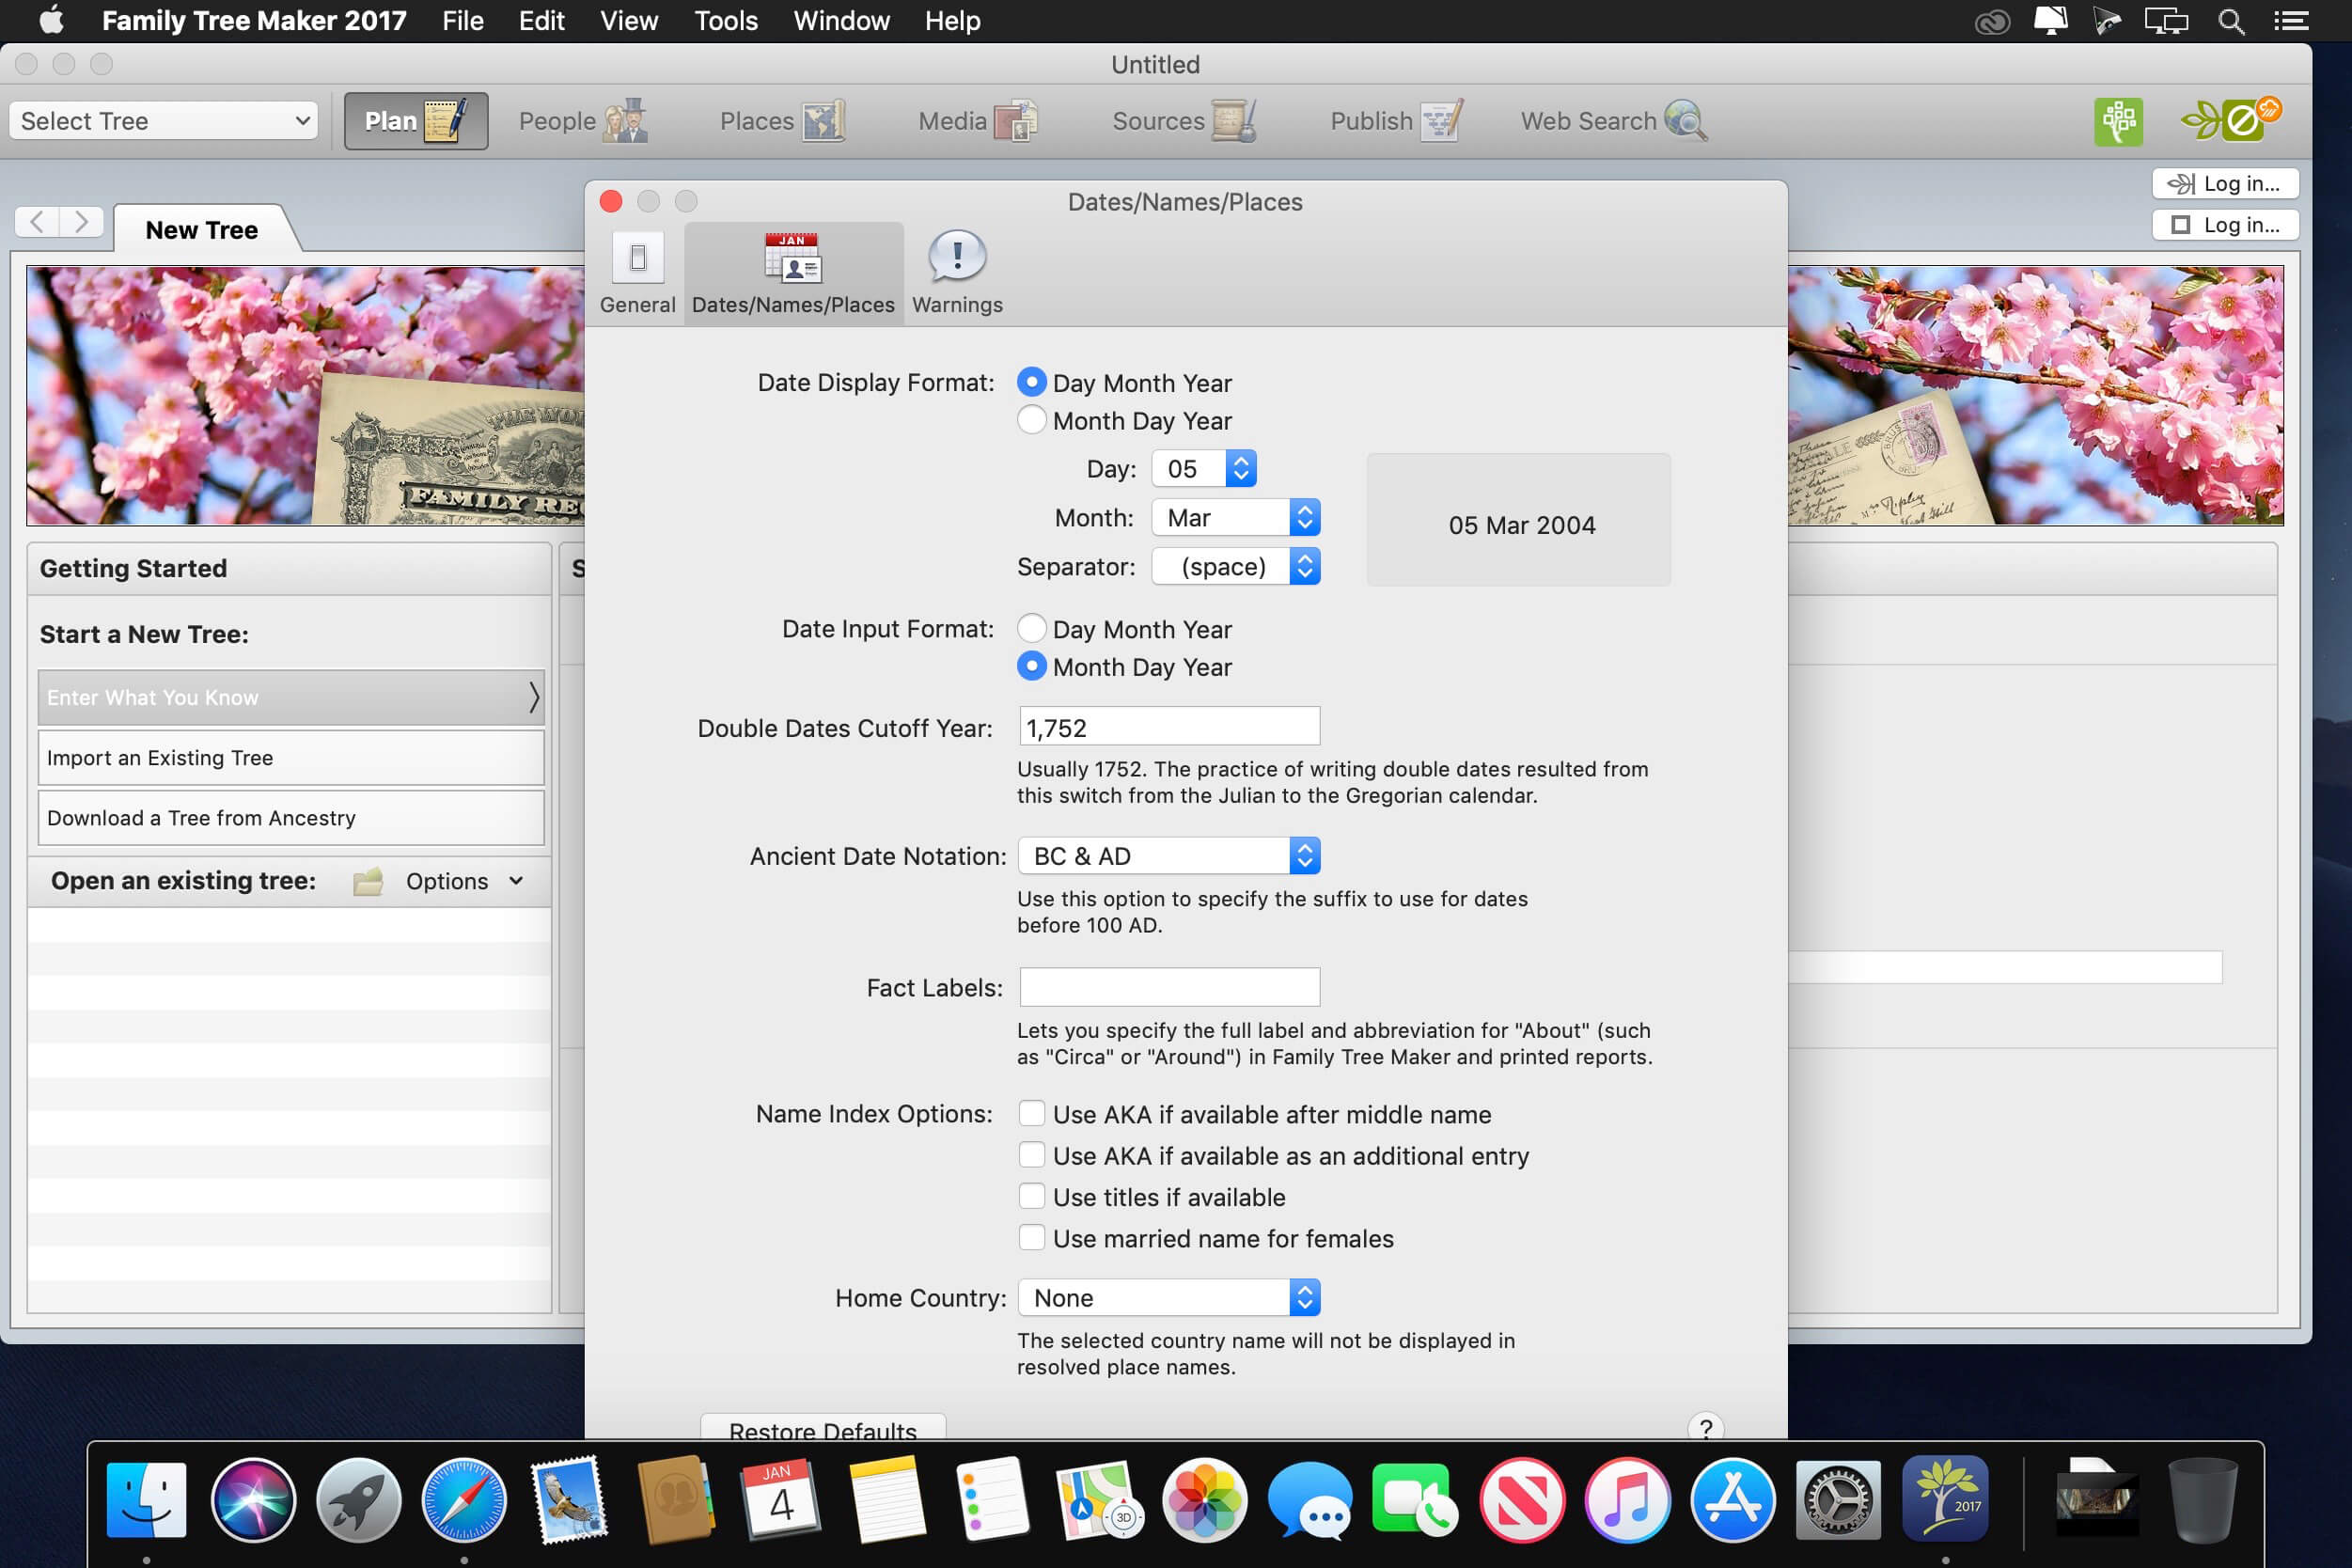 Family Tree Maker 2017 File Edit View Tools Window Help
Untitled
Select Tree Plan People Places Media Sources Publish Web Search
Log in...
Log in...
New Tree
THE WO
FAMILY RE
Getting Started
S
Start a New Tree:
Enter What You Know
Import an Existing Tree
Download a Tree from Ancestry
Open an existing tree: Options
Dates/Names/Places
JAN
General Dates/Names/Places Warnings
Date Display Format: Day Month Year
Month Day Year
Day: 05
Month: Mar
Separator: (space)
05 Mar 2004
Date Input Format: Day Month Year
Month Day Year
Double Dates Cutoff Year: 1,752
Usually 1752. The practice of writing double dates resulted from
this switch from the Julian to the Gregorian calendar.
Ancient Date Notation: BC & AD
Use this option to specify the suffix to use for dates
before 100 AD.
Fact Labels:
Lets you specify the full label and abbreviation for "About" (such
as "Circa" or "Around") in Family Tree Maker and printed reports.
Name Index Options: Use AKA if available after middle name
Use AKA if available as an additional entry
Use titles if available
Use married name for females
Home Country: None
The selected country name will not be displayed in
resolved place names.
Restore Defaults ?
JAN
4
3D
2017